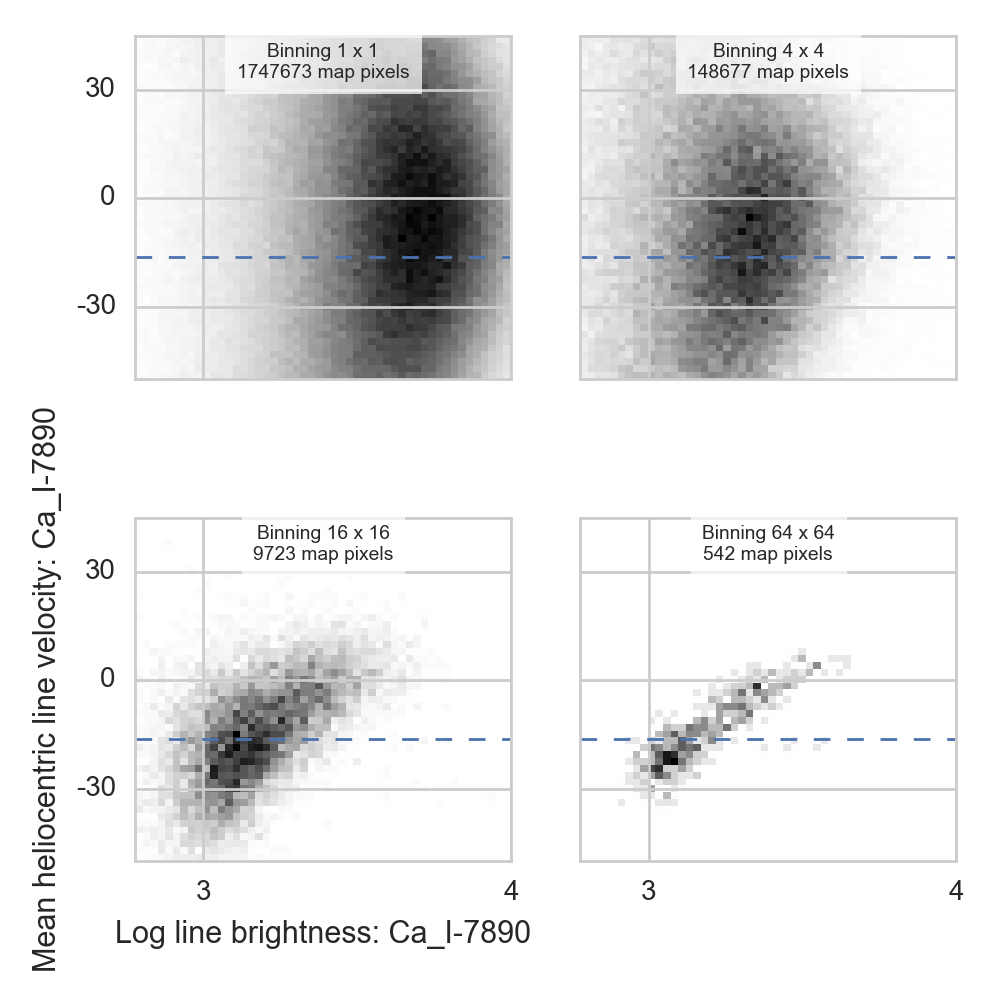 Binning 1 x 1
1747673 map pixels
Binning 4 x 4
148677 map pixels
30
0
-30
Mean heliocentric line velocity: Ca_I-7890
Binning 16 x 16
9723 map pixels
Binning 64 x 64
542 map pixels
30
0
-30
3
4
3
4
Log line brightness: Ca_I-7890